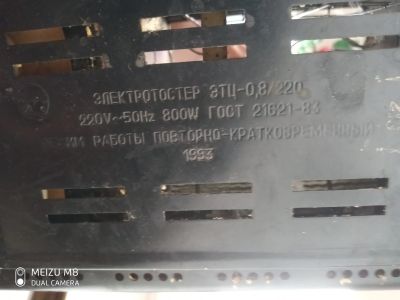 ЭЛЕКТРОТОСТЕР ЭТЦ-0,8/220
220V~50Hz 800W ГОСТ 21621-83
РЕЖИМ РАБОТЫ ПОВТОРНО-КРАТКОВРЕМЕННЫЙ
1993
MEIZU M8
DUAL CAMERA